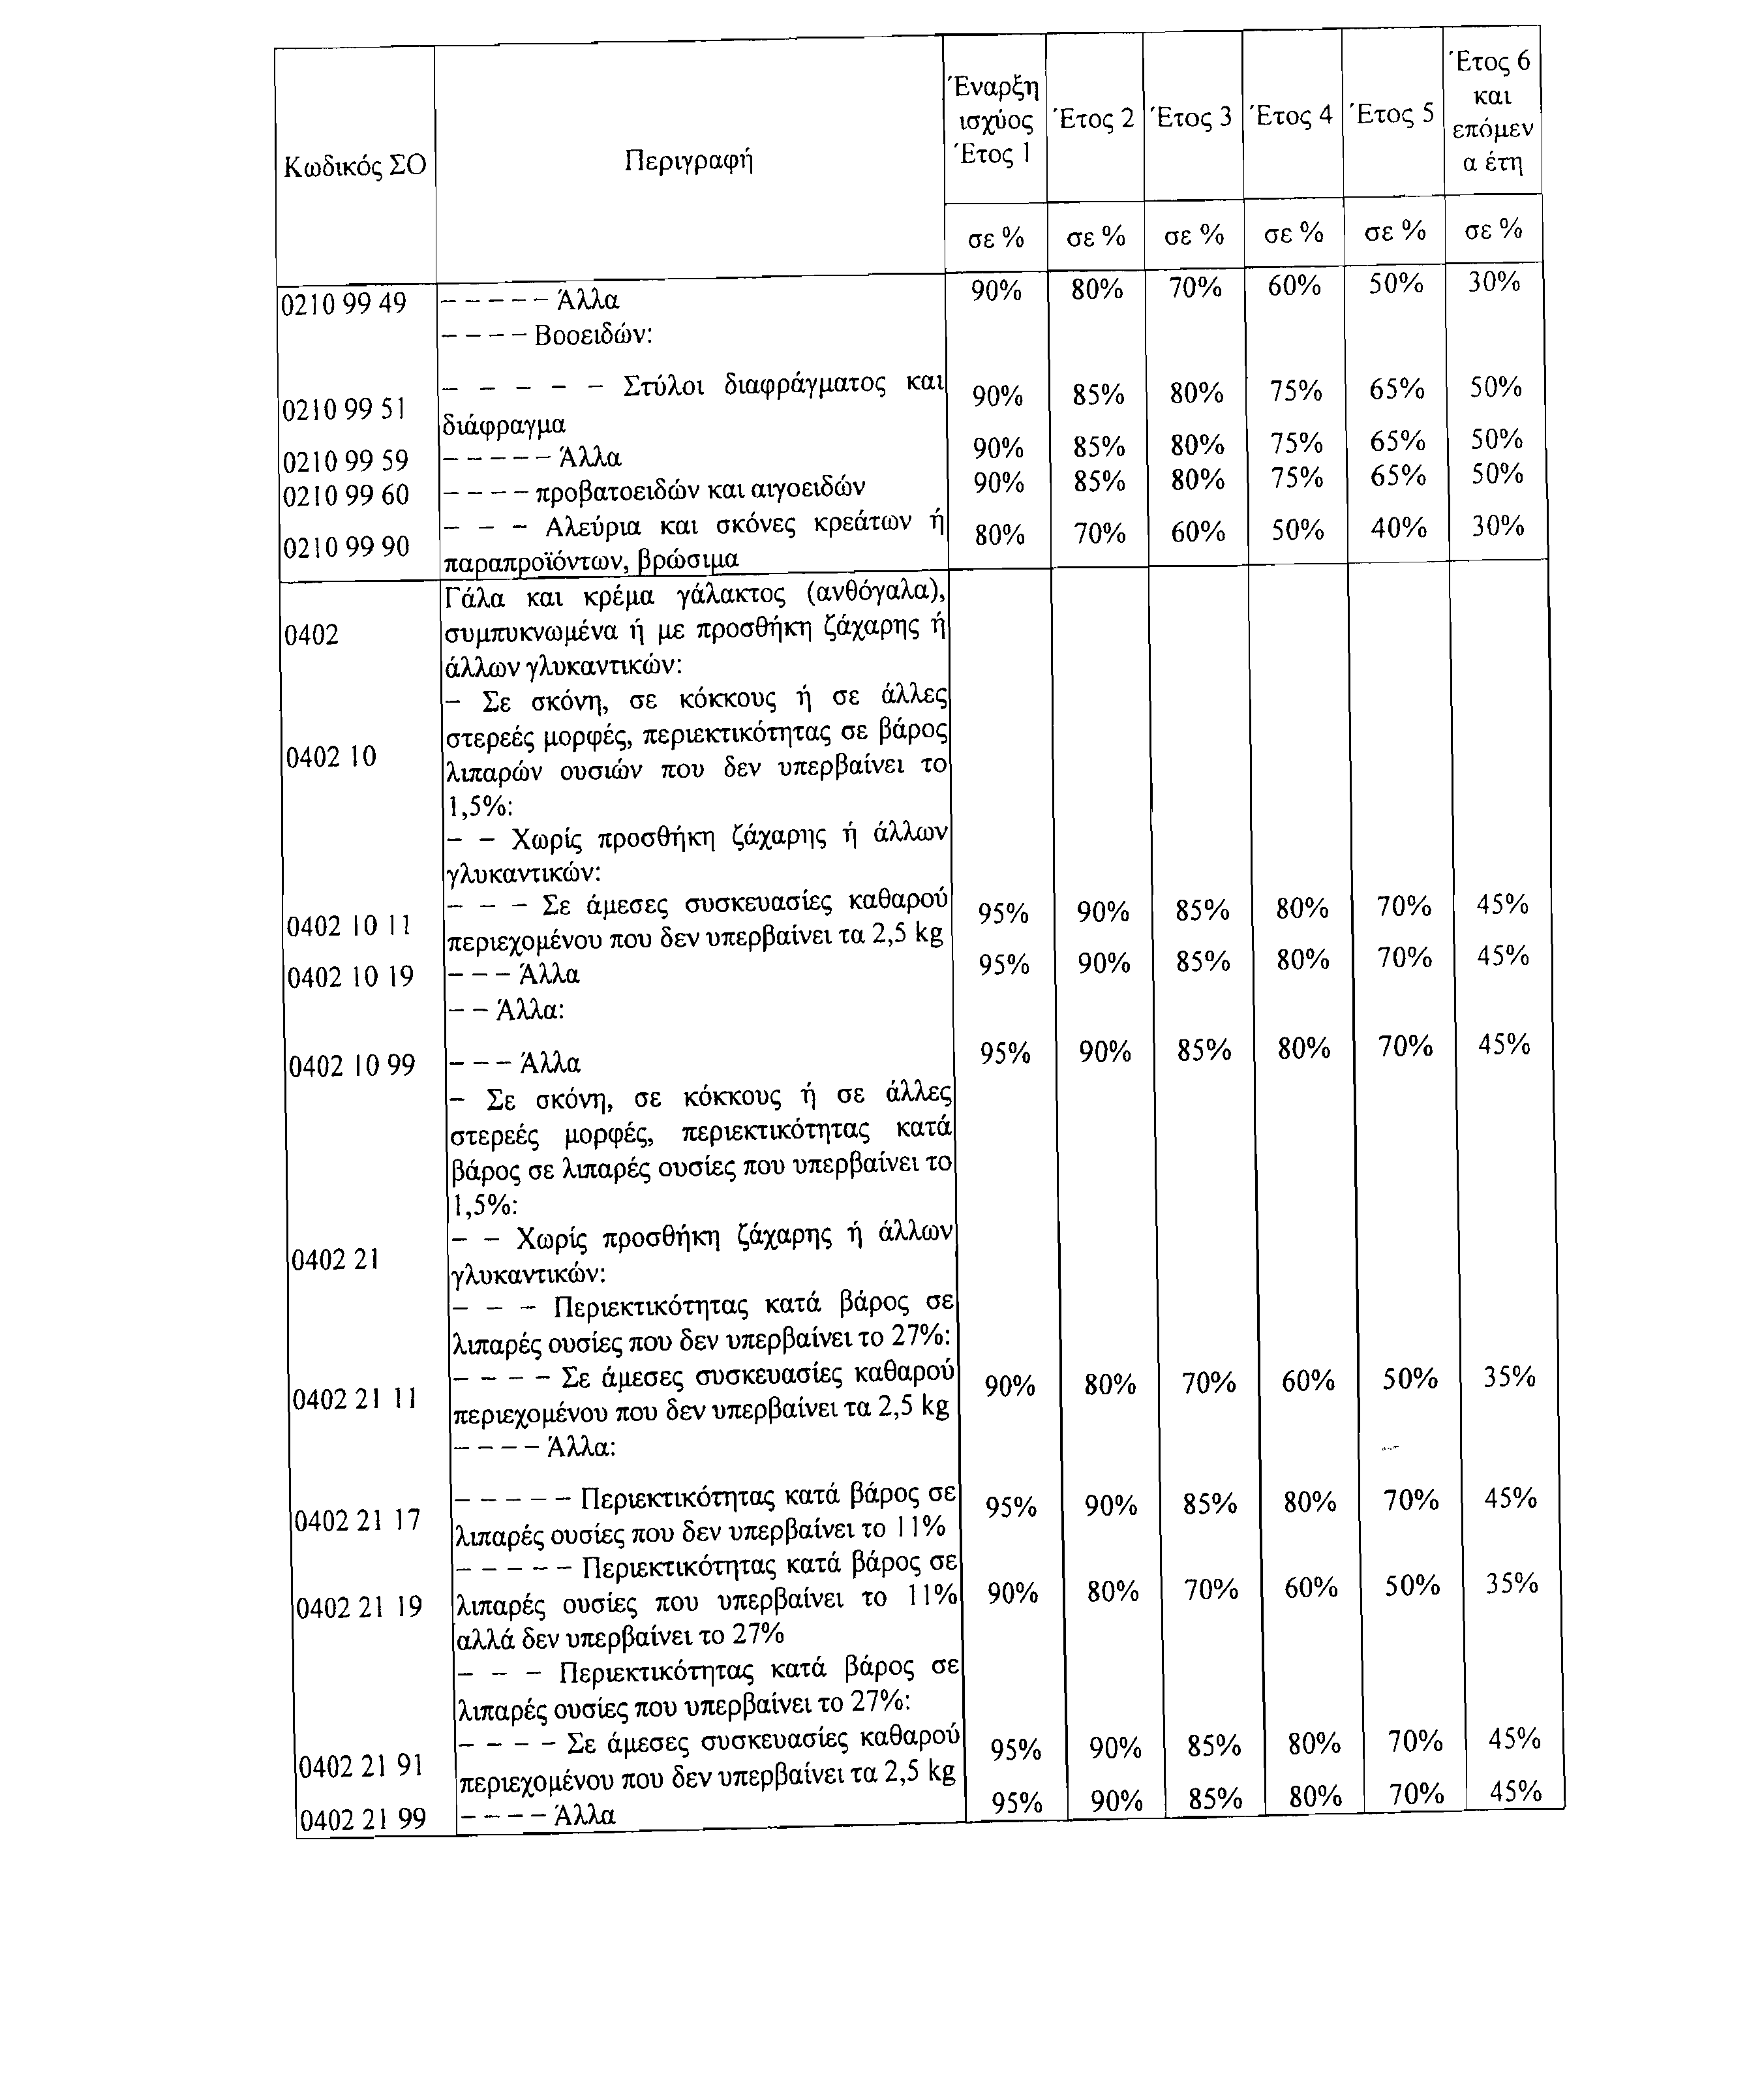 Κωδικός ΣΟ Περιγραφή Έναρξη ισχύος Έτος 1 Έτος 2 Έτος 3 Έτος 4 Έτος 5 Έτος 6 και επόμεν α έτη
σε % σε % σε % σε % σε % σε %
0210 99 49 – – – – – Άλλα 90% 80% 70% 60% 50% 30%
– – – – Βοοειδών:
– – – – – Στύλοι διαφράγματος και
0210 99 51 διάφραγμα 90% 85% 80% 75% 65% 50%
0210 99 59 – – – – – Άλλα 90% 85% 80% 75% 65% 50%
0210 99 60 – – – – προβατοειδών και αιγοειδών 90% 85% 80% 75% 65% 50%
– – – Αλεύρια και σκόνες κρεάτων ή
0210 99 90 παραπροϊόντων, βρώσιμα 80% 70% 60% 50% 40% 30%
Γάλα και κρέμα γάλακτος (ανθόγαλα),
0402 συμπυκνωμένα ή με προσθήκη ζάχαρης ή
άλλων γλυκαντικών:
– Σε σκόνη, σε κόκκους ή σε άλλες
στερεές μορφές, περιεκτικότητας σε βάρος
0402 10 λιπαρών ουσιών που δεν υπερβαίνει το
1,5%:
– – Χωρίς προσθήκη ζάχαρης ή άλλων
γλυκαντικών:
– – – Σε άμεσες συσκευασίες καθαρού
0402 10 11 περιεχομένου που δεν υπερβαίνει τα 2,5 kg 95% 90% 85% 80% 70% 45%
0402 10 19 – – – Άλλα 95% 90% 85% 80% 70% 45%
– – Άλλα:
0402 10 99 – – – Άλλα 95% 90% 85% 80% 70% 45%
– Σε σκόνη, σε κόκκους ή σε άλλες
στερεές μορφές, περιεκτικότητας κατά
βάρος σε λιπαρές ουσίες που υπερβαίνει το
1,5%:
– – Χωρίς προσθήκη ζάχαρης ή άλλων
0402 21 γλυκαντικών:
– – – Περιεκτικότητας κατά βάρος σε
λιπαρές ουσίες που δεν υπερβαίνει το 27%:
– – – – Σε άμεσες συσκευασίες καθαρού
0402 21 11 περιεχομένου που δεν υπερβαίνει τα 2,5 kg 90% 80% 70% 60% 50% 35%
– – – – Άλλα:
– – – – – Περιεκτικότητας κατά βάρος σε
0402 21 17 λιπαρές ουσίες που δεν υπερβαίνει το 11% 95% 90% 85% 80% 70% 45%
– – – – – Περιεκτικότητας κατά βάρος σε
0402 21 19 λιπαρές ουσίες που υπερβαίνει το 11% 90% 80% 70% 60% 50% 35%
αλλά δεν υπερβαίνει το 27%
– – – Περιεκτικότητας κατά βάρος σε
λιπαρές ουσίες που υπερβαίνει το 27%:
– – – – Σε άμεσες συσκευασίες καθαρού
0402 21 91 περιεχομένου που δεν υπερβαίνει τα 2,5 kg 95% 90% 85% 80% 70% 45%
0402 21 99 – – – – Άλλα 95% 90% 85% 80% 70% 45%